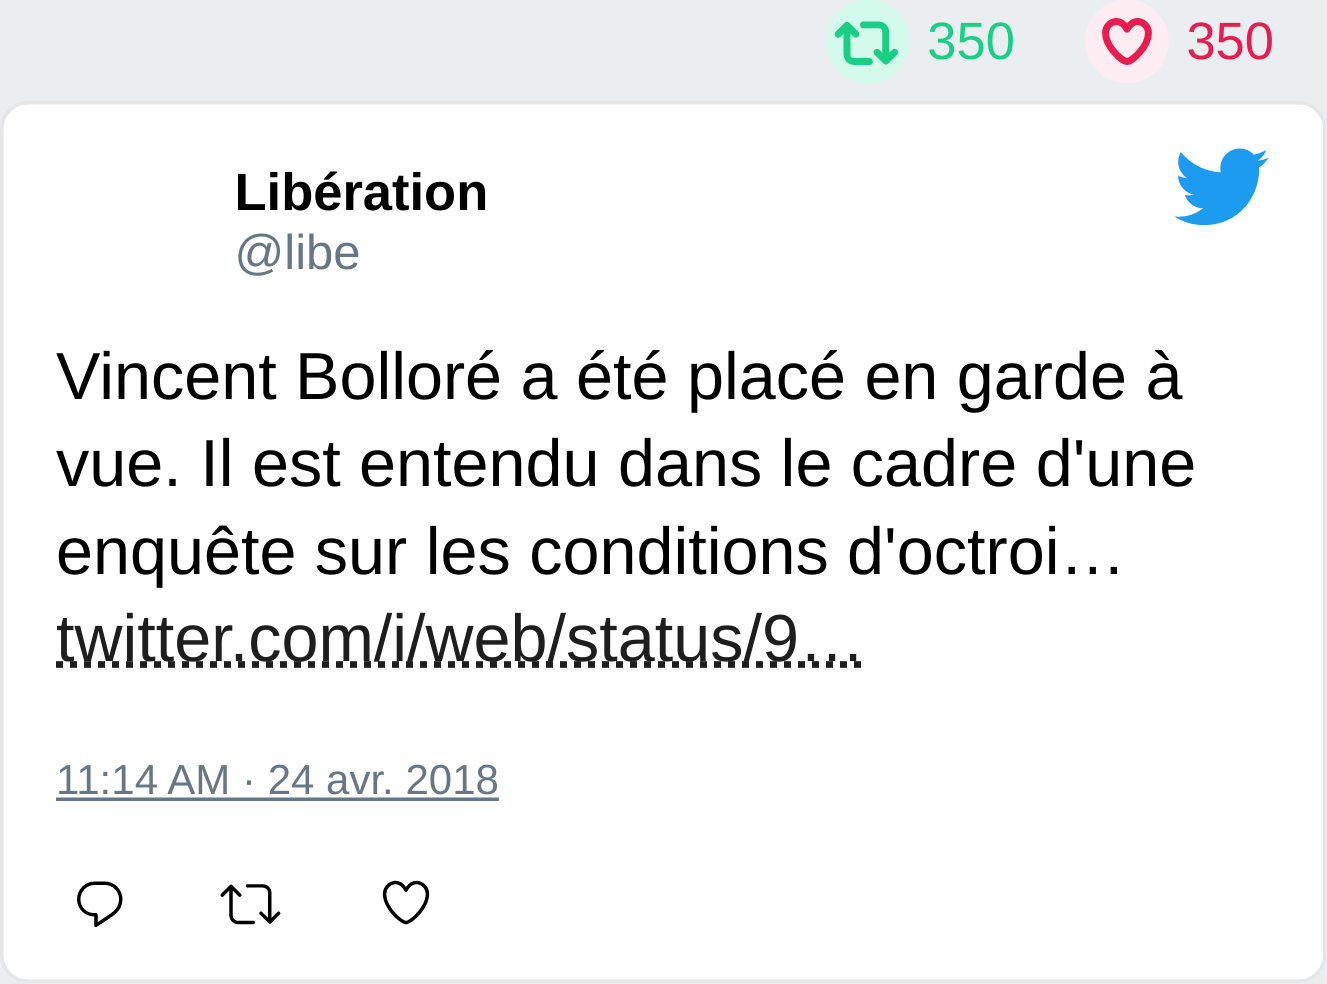 350 350
Libération
@libe
Vincent Bolloré a été placé en garde à
vue. Il est entendu dans le cadre d'une
enquête sur les conditions d'octroi…
twitter.com/i/web/status/9…
11:14 AM · 24 avr. 2018